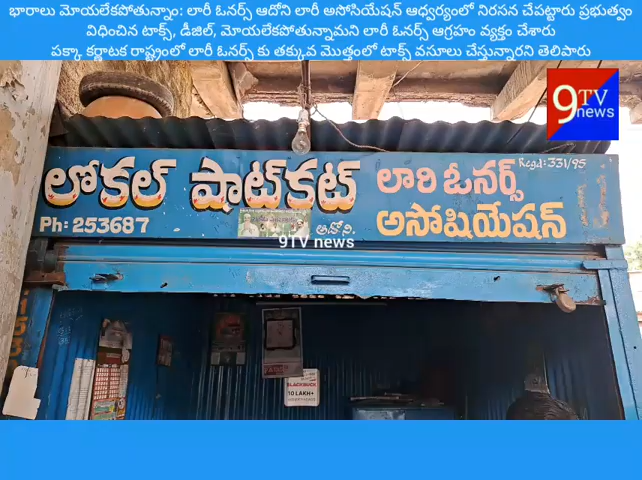 భారాలు మోయలేకపోతున్నాం: లారీ ఓనర్స్ ఆదోని లారీ అసోసియేషన్ ఆధ్వర్యంలో నిరసన చేపట్టారు ప్రభుత్వం
విధించిన టాక్స్, డీజిల్, మోయలేకపోతున్నామని లారీ ఓనర్స్ ఆగ్రహం వ్యక్తం చేశారు
పక్కా కర్ణాటక రాష్ట్రంలో లారీ ఓనర్స్ కు తక్కువ మొత్తంలో టాక్స్ వసూలు చేస్తున్నారని తెలిపారు
9TV
news
Regd: 331/95
లోకల్ షాట్‌కట్ లారి ఓనర్స్
Ph: 253687 ఆదోని. అసోషియేషన్
9TV news
BLACKBUCK
10 LAKH+